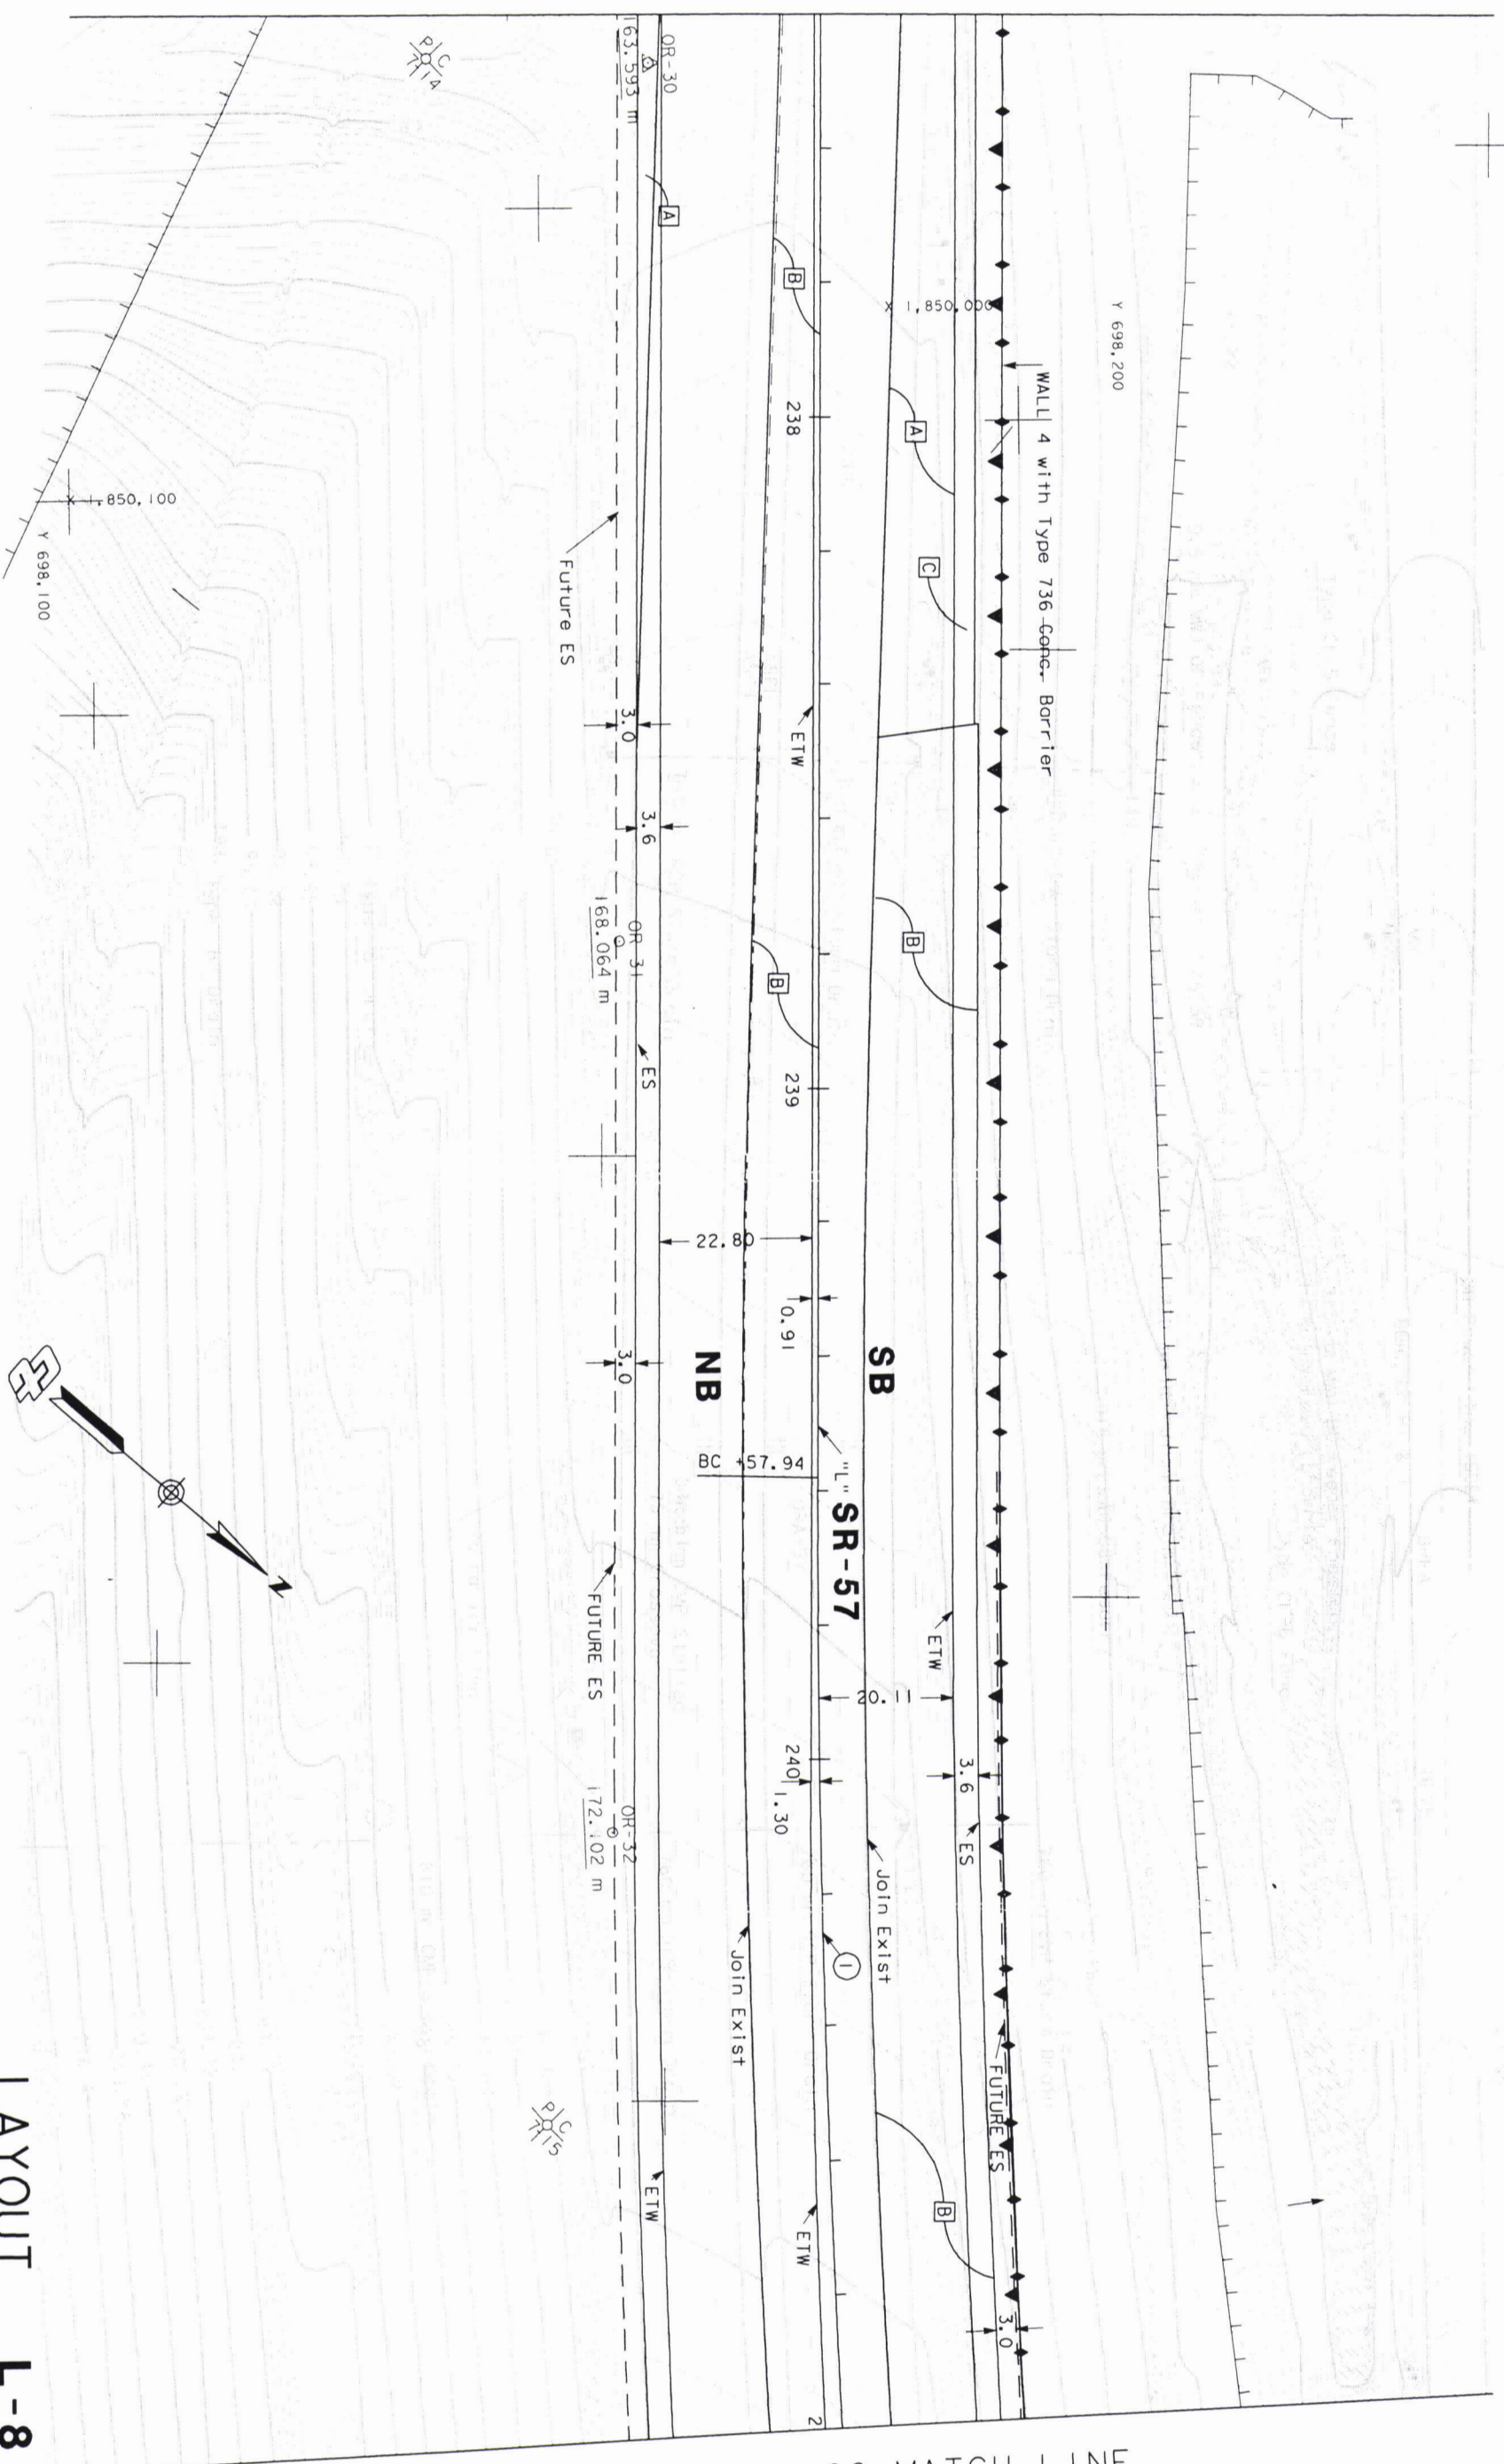 P/C
7114
OR-30
163.593 m
A
B
X 1,850,000
Y 698,200
WALL 4 with Type 736 Conc. Barrier
238
A
C
X 1,850,100
Y 698,100
Future ES
3.0
ETW
3.6
OR 31
168.064 m
ES
B
B
239
22.80
0.91
3.0
NB
SB
BC +57.94
"L"
SR-57
FUTURE ES
ETW
20.11
240
1.30
3.6
ES
OR-32
172.102 m
Join Exist
Join Exist
1
FUTURE ES
P/C
7115
ETW
ETW
B
3.0
2
N
MATCH LINE
LAYOUT L-8